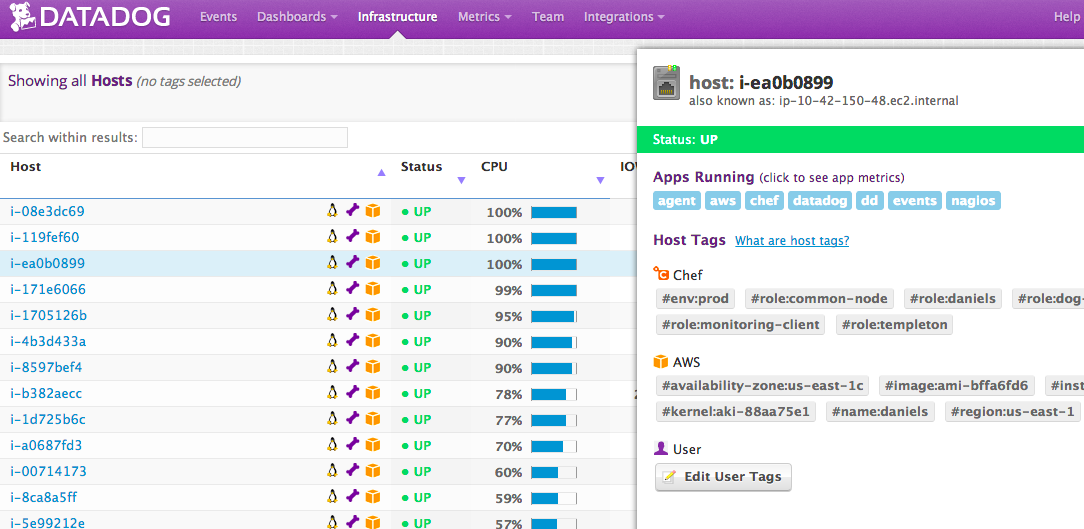 DATADOG Events Dashboards Infrastructure Metrics Team Integrations Help
Showing all Hosts (no tags selected)
Search within results:
Host Status CPU
i-08e3dc69 UP 100%
i-119fef60 UP 100%
i-ea0b0899 UP 100%
i-171e6066 UP 99%
i-1705126b UP 95%
i-4b3d433a UP 90%
i-8597bef4 UP 90%
i-b382aecc UP 78%
i-1d725b6c UP 77%
i-a0687fd3 UP 70%
i-00714173 UP 60%
i-8ca8a5ff UP 59%
i-5e99212e UP 57%
host: i-ea0b0899
also known as: ip-10-42-150-48.ec2.internal
Status: UP
Apps Running (click to see app metrics)
agent aws chef datadog dd events nagios
Host Tags What are host tags?
Chef
#env:prod #role:common-node #role:daniels #role:dog-
#role:monitoring-client #role:templeton
AWS
#availability-zone:us-east-1c #image:ami-bffa6fd6 #inst
#kernel:aki-88aa75e1 #name:daniels #region:us-east-1
User
Edit User Tags